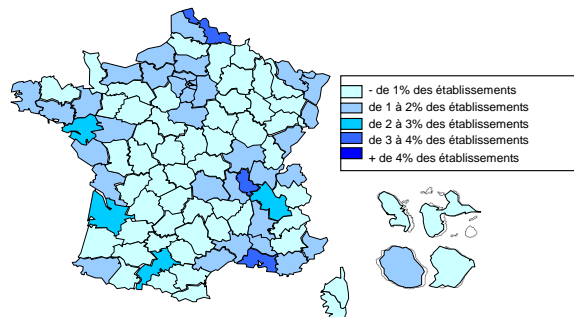 - de 1% des établissements
de 1 à 2% des établissements
de 2 à 3% des établissements
de 3 à 4% des établissements
+ de 4% des établissements